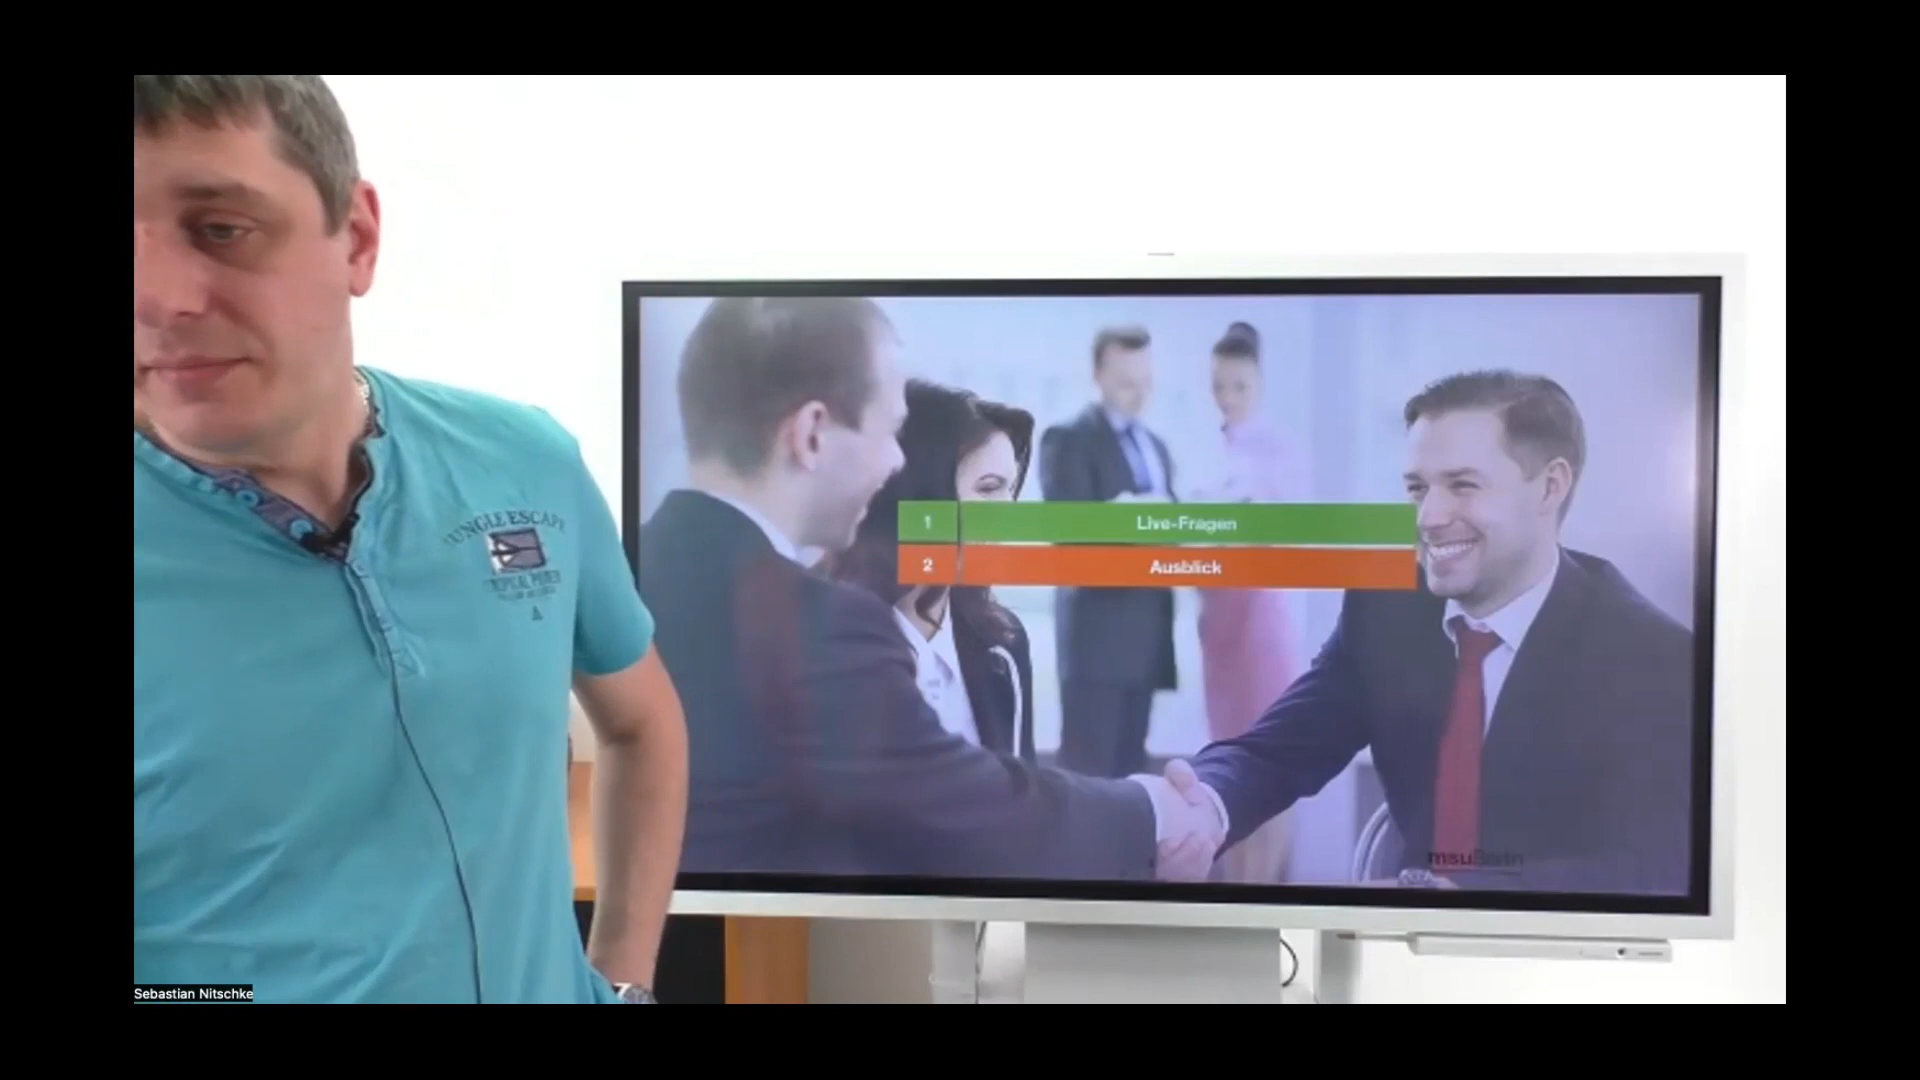 JUNGLE ESCAPE
1 Live-Fragen
2 Ausblick
msuBerlin
Sebastian Nitschke